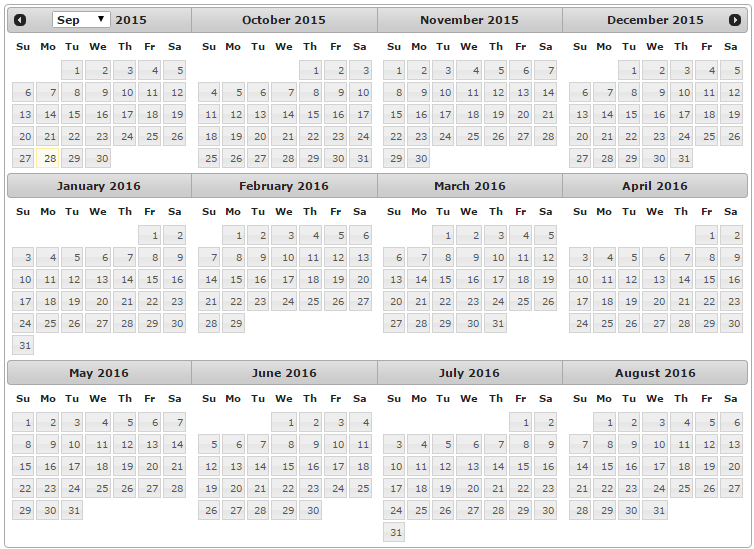 Sep 2015
Su Mo Tu We Th Fr Sa
1 2 3 4 5
6 7 8 9 10 11 12
13 14 15 16 17 18 19
20 21 22 23 24 25 26
27 28 29 30
October 2015
Su Mo Tu We Th Fr Sa
1 2 3
4 5 6 7 8 9 10
11 12 13 14 15 16 17
18 19 20 21 22 23 24
25 26 27 28 29 30 31
November 2015
Su Mo Tu We Th Fr Sa
1 2 3 4 5 6 7
8 9 10 11 12 13 14
15 16 17 18 19 20 21
22 23 24 25 26 27 28
29 30
December 2015
Su Mo Tu We Th Fr Sa
1 2 3 4 5
6 7 8 9 10 11 12
13 14 15 16 17 18 19
20 21 22 23 24 25 26
27 28 29 30 31
January 2016
Su Mo Tu We Th Fr Sa
1 2
3 4 5 6 7 8 9
10 11 12 13 14 15 16
17 18 19 20 21 22 23
24 25 26 27 28 29 30
31
February 2016
Su Mo Tu We Th Fr Sa
1 2 3 4 5 6
7 8 9 10 11 12 13
14 15 16 17 18 19 20
21 22 23 24 25 26 27
28 29
March 2016
Su Mo Tu We Th Fr Sa
1 2 3 4 5
6 7 8 9 10 11 12
13 14 15 16 17 18 19
20 21 22 23 24 25 26
27 28 29 30 31
April 2016
Su Mo Tu We Th Fr Sa
1 2
3 4 5 6 7 8 9
10 11 12 13 14 15 16
17 18 19 20 21 22 23
24 25 26 27 28 29 30
May 2016
Su Mo Tu We Th Fr Sa
1 2 3 4 5 6 7
8 9 10 11 12 13 14
15 16 17 18 19 20 21
22 23 24 25 26 27 28
29 30 31
June 2016
Su Mo Tu We Th Fr Sa
1 2 3 4
5 6 7 8 9 10 11
12 13 14 15 16 17 18
19 20 21 22 23 24 25
26 27 28 29 30
July 2016
Su Mo Tu We Th Fr Sa
1 2
3 4 5 6 7 8 9
10 11 12 13 14 15 16
17 18 19 20 21 22 23
24 25 26 27 28 29 30
31
August 2016
Su Mo Tu We Th Fr Sa
1 2 3 4 5 6
7 8 9 10 11 12 13
14 15 16 17 18 19 20
21 22 23 24 25 26 27
28 29 30 31